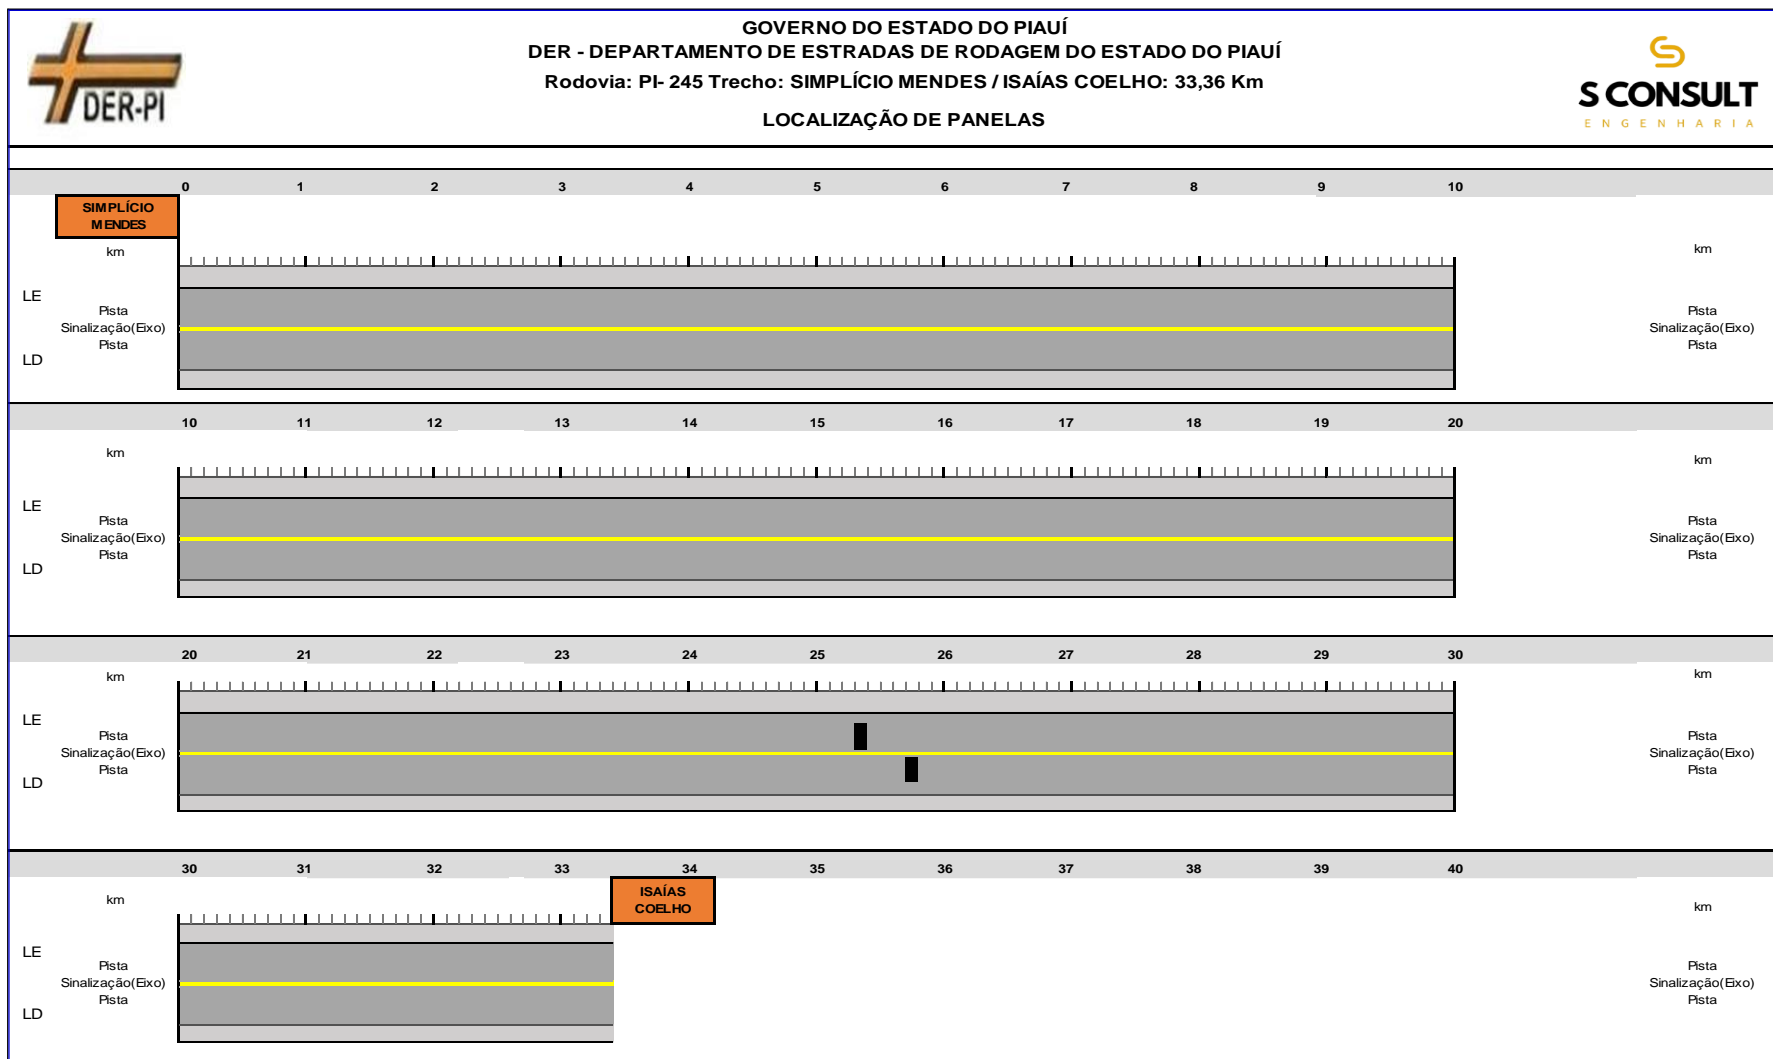 GOVERNO DO ESTADO DO PIAUÍ
DER - DEPARTAMENTO DE ESTRADAS DE RODAGEM DO ESTADO DO PIAUÍ
Rodovia: PI- 245 Trecho: SIMPLÍCIO MENDES / ISAÍAS COELHO: 33,36 Km
LOCALIZAÇÃO DE PANELAS
DER-PI
S CONSULT
ENGENHARIA
0 1 2 3 4 5 6 7 8 9 10
SIMPLÍCIO
MENDES
km km
LE
Pista Pista
Sinalização(Eixo) Sinalização(Eixo)
Pista Pista
LD
10 11 12 13 14 15 16 17 18 19 20
km km
LE
Pista Pista
Sinalização(Eixo) Sinalização(Eixo)
Pista Pista
LD
20 21 22 23 24 25 26 27 28 29 30
km km
LE
Pista Pista
Sinalização(Eixo) Sinalização(Eixo)
Pista Pista
LD
30 31 32 33 34 35 36 37 38 39 40
ISAÍAS
COELHO
km km
LE
Pista Pista
Sinalização(Eixo) Sinalização(Eixo)
Pista Pista
LD